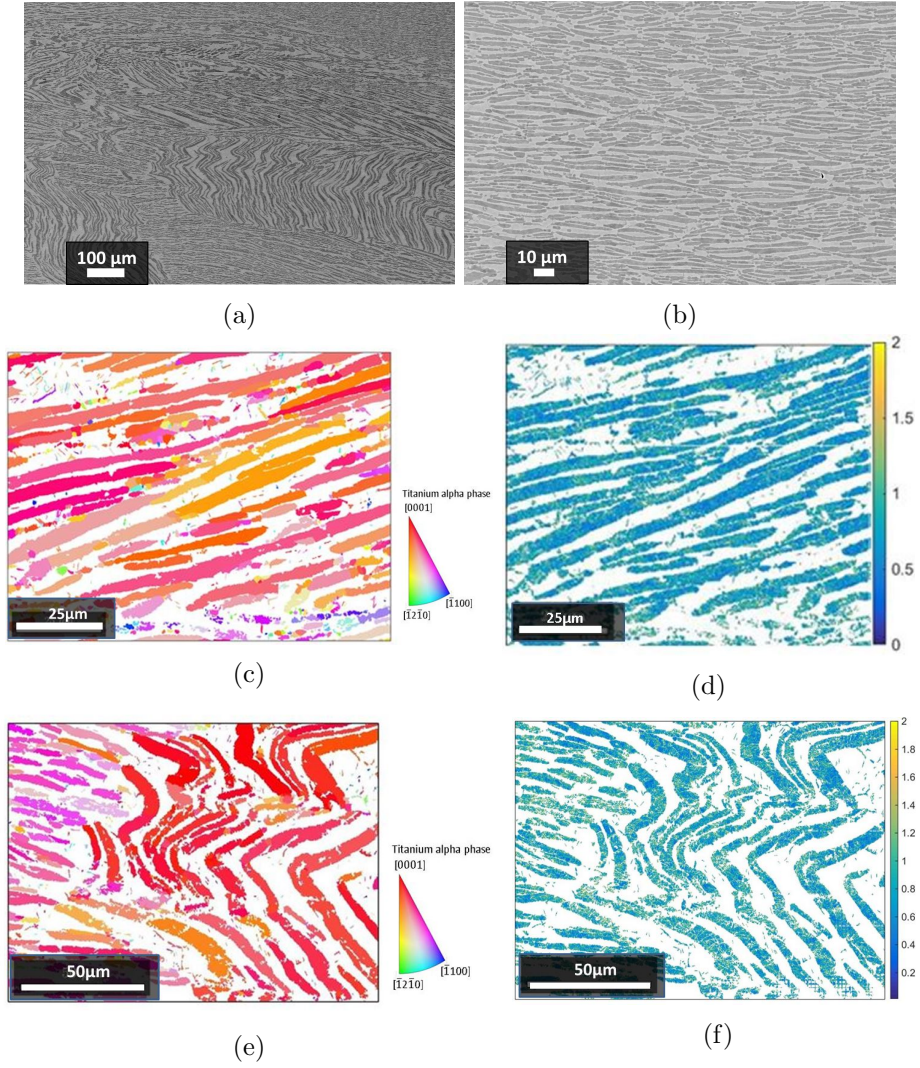 100 µm
10 µm
(a)
(b)
Titanium alpha phase
[0001]
[1̄21̄0]
[1̄100]
25µm
2
1.5
1
0.5
0
25µm
(c)
(d)
Titanium alpha phase
[0001]
[1̄21̄0]
[1̄100]
50µm
2
1.8
1.6
1.4
1.2
1
0.8
0.6
0.4
0.2
50µm
(e)
(f)